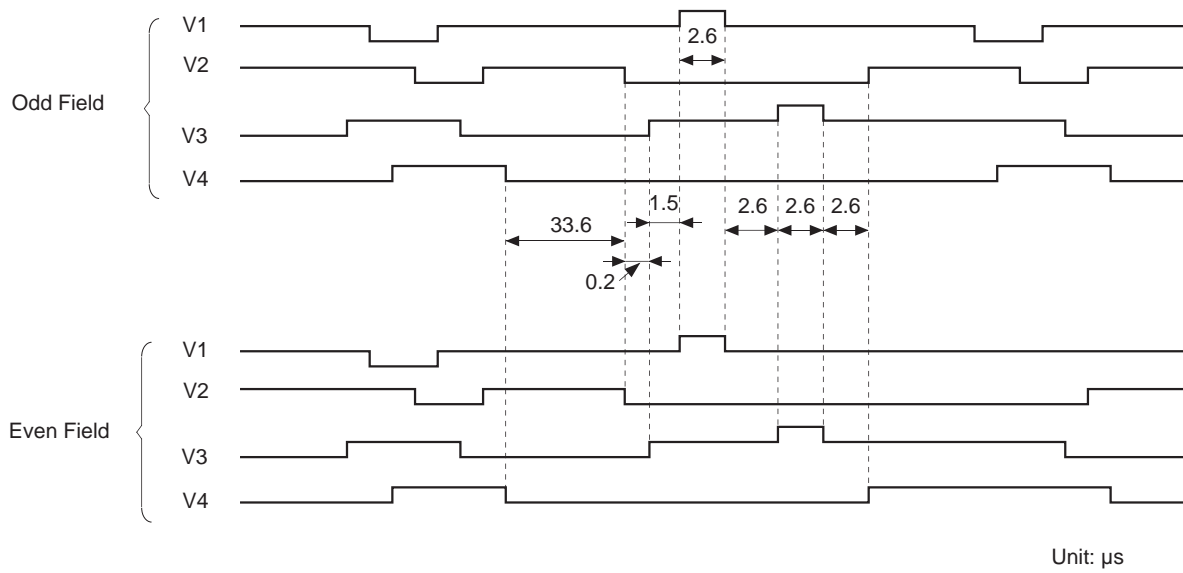 V1
2.6
V2
Odd Field
V3
V4
1.5
2.6 2.6 2.6
33.6
0.2
V1
V2
Even Field
V3
V4
Unit: µs